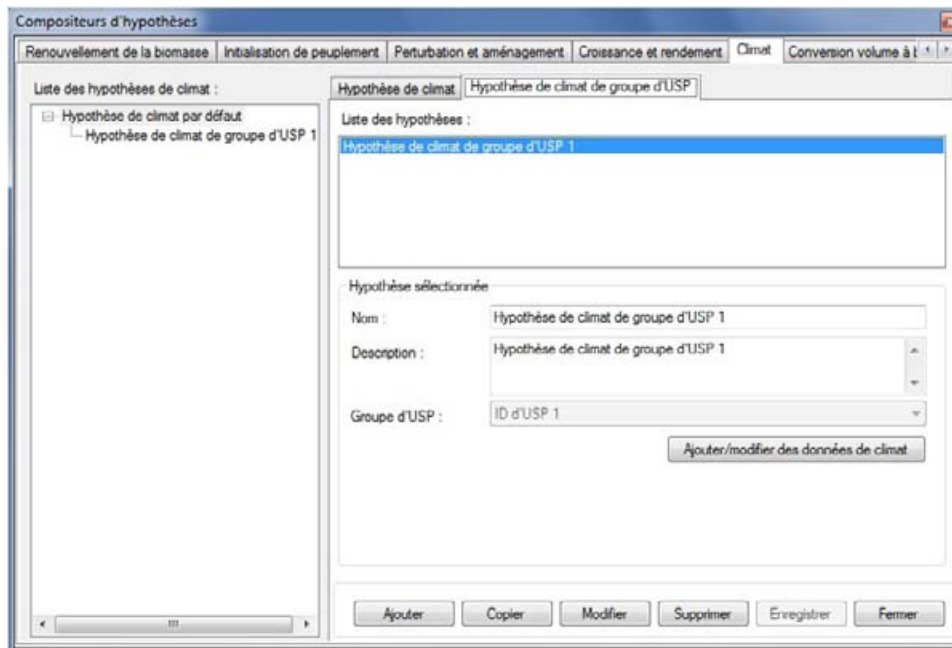 Compositeurs d'hypothèses
Renouvellement de la biomasse Initialisation de peuplement Perturbation et aménagement Croissance et rendement Climat Conversion volume à
Liste des hypothèses de climat :
Hypothèse de climat par défaut
Hypothèse de climat de groupe d'USP 1
Hypothèse de climat Hypothèse de climat de groupe d'USP
Liste des hypothèses :
Hypothèse de climat de groupe d'USP 1
Hypothèse sélectionnée
Nom : Hypothèse de climat de groupe d'USP 1
Description : Hypothèse de climat de groupe d'USP 1
Groupe d'USP : ID d'USP 1
Ajouter/modifier des données de climat
Ajouter Copier Modifier Supprimer Enregistrer Fermer